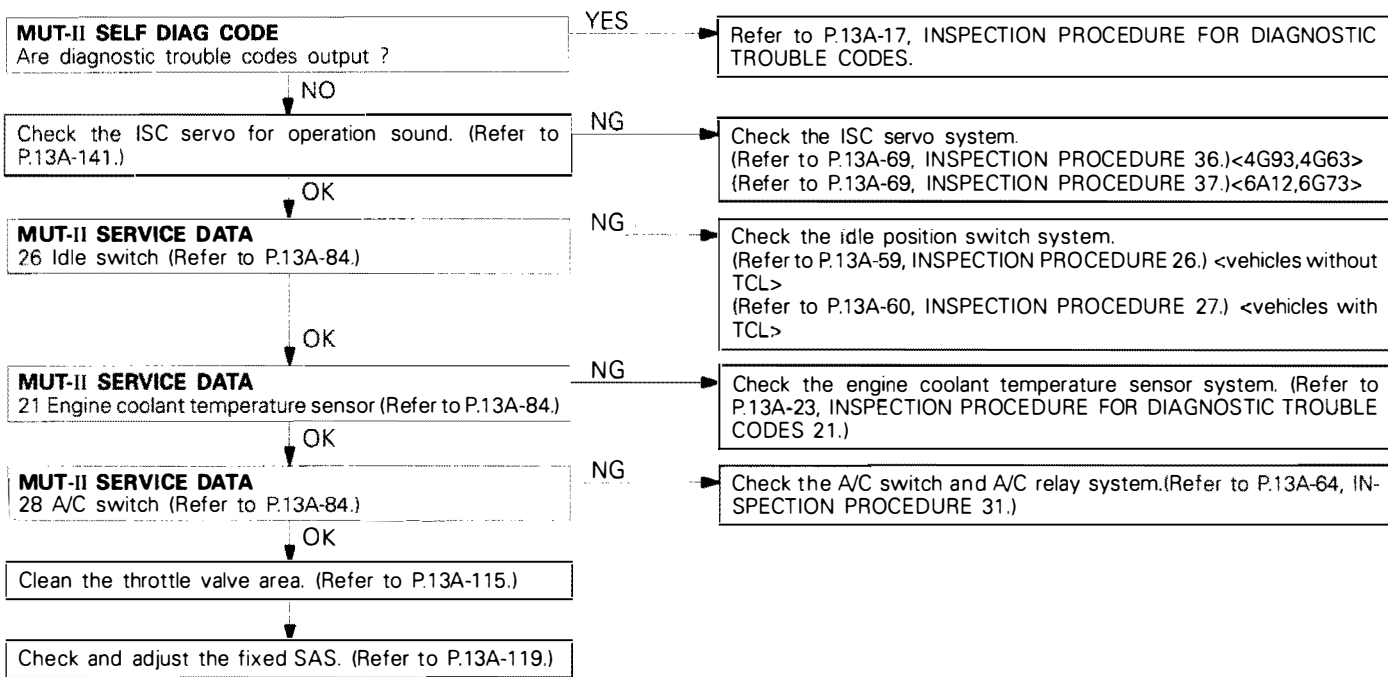 MUT-II SELF DIAG CODE
Are diagnostic trouble codes output ?
YES
Refer to P.13A-17, INSPECTION PROCEDURE FOR DIAGNOSTIC
TROUBLE CODES.
NO
Check the ISC servo for operation sound. (Refer to
P.13A-141.)
NG
Check the ISC servo system.
(Refer to P.13A-69, INSPECTION PROCEDURE 36.)<4G93,4G63>
(Refer to P.13A-69, INSPECTION PROCEDURE 37.)<6A12,6G73>
OK
MUT-II SERVICE DATA
26 Idle switch (Refer to P.13A-84.)
NG
Check the idle position switch system.
(Refer to P.13A-59, INSPECTION PROCEDURE 26.) <vehicles without
TCL>
(Refer to P.13A-60, INSPECTION PROCEDURE 27.) <vehicles with
TCL>
OK
MUT-II SERVICE DATA
21 Engine coolant temperature sensor (Refer to P.13A-84.)
NG
Check the engine coolant temperature sensor system. (Refer to
P.13A-23, INSPECTION PROCEDURE FOR DIAGNOSTIC TROUBLE
CODES 21.)
OK
MUT-II SERVICE DATA
28 A/C switch (Refer to P.13A-84.)
NG
Check the A/C switch and A/C relay system.(Refer to P.13A-64, IN-
SPECTION PROCEDURE 31.)
OK
Clean the throttle valve area. (Refer to P.13A-115.)
Check and adjust the fixed SAS. (Refer to P.13A-119.)